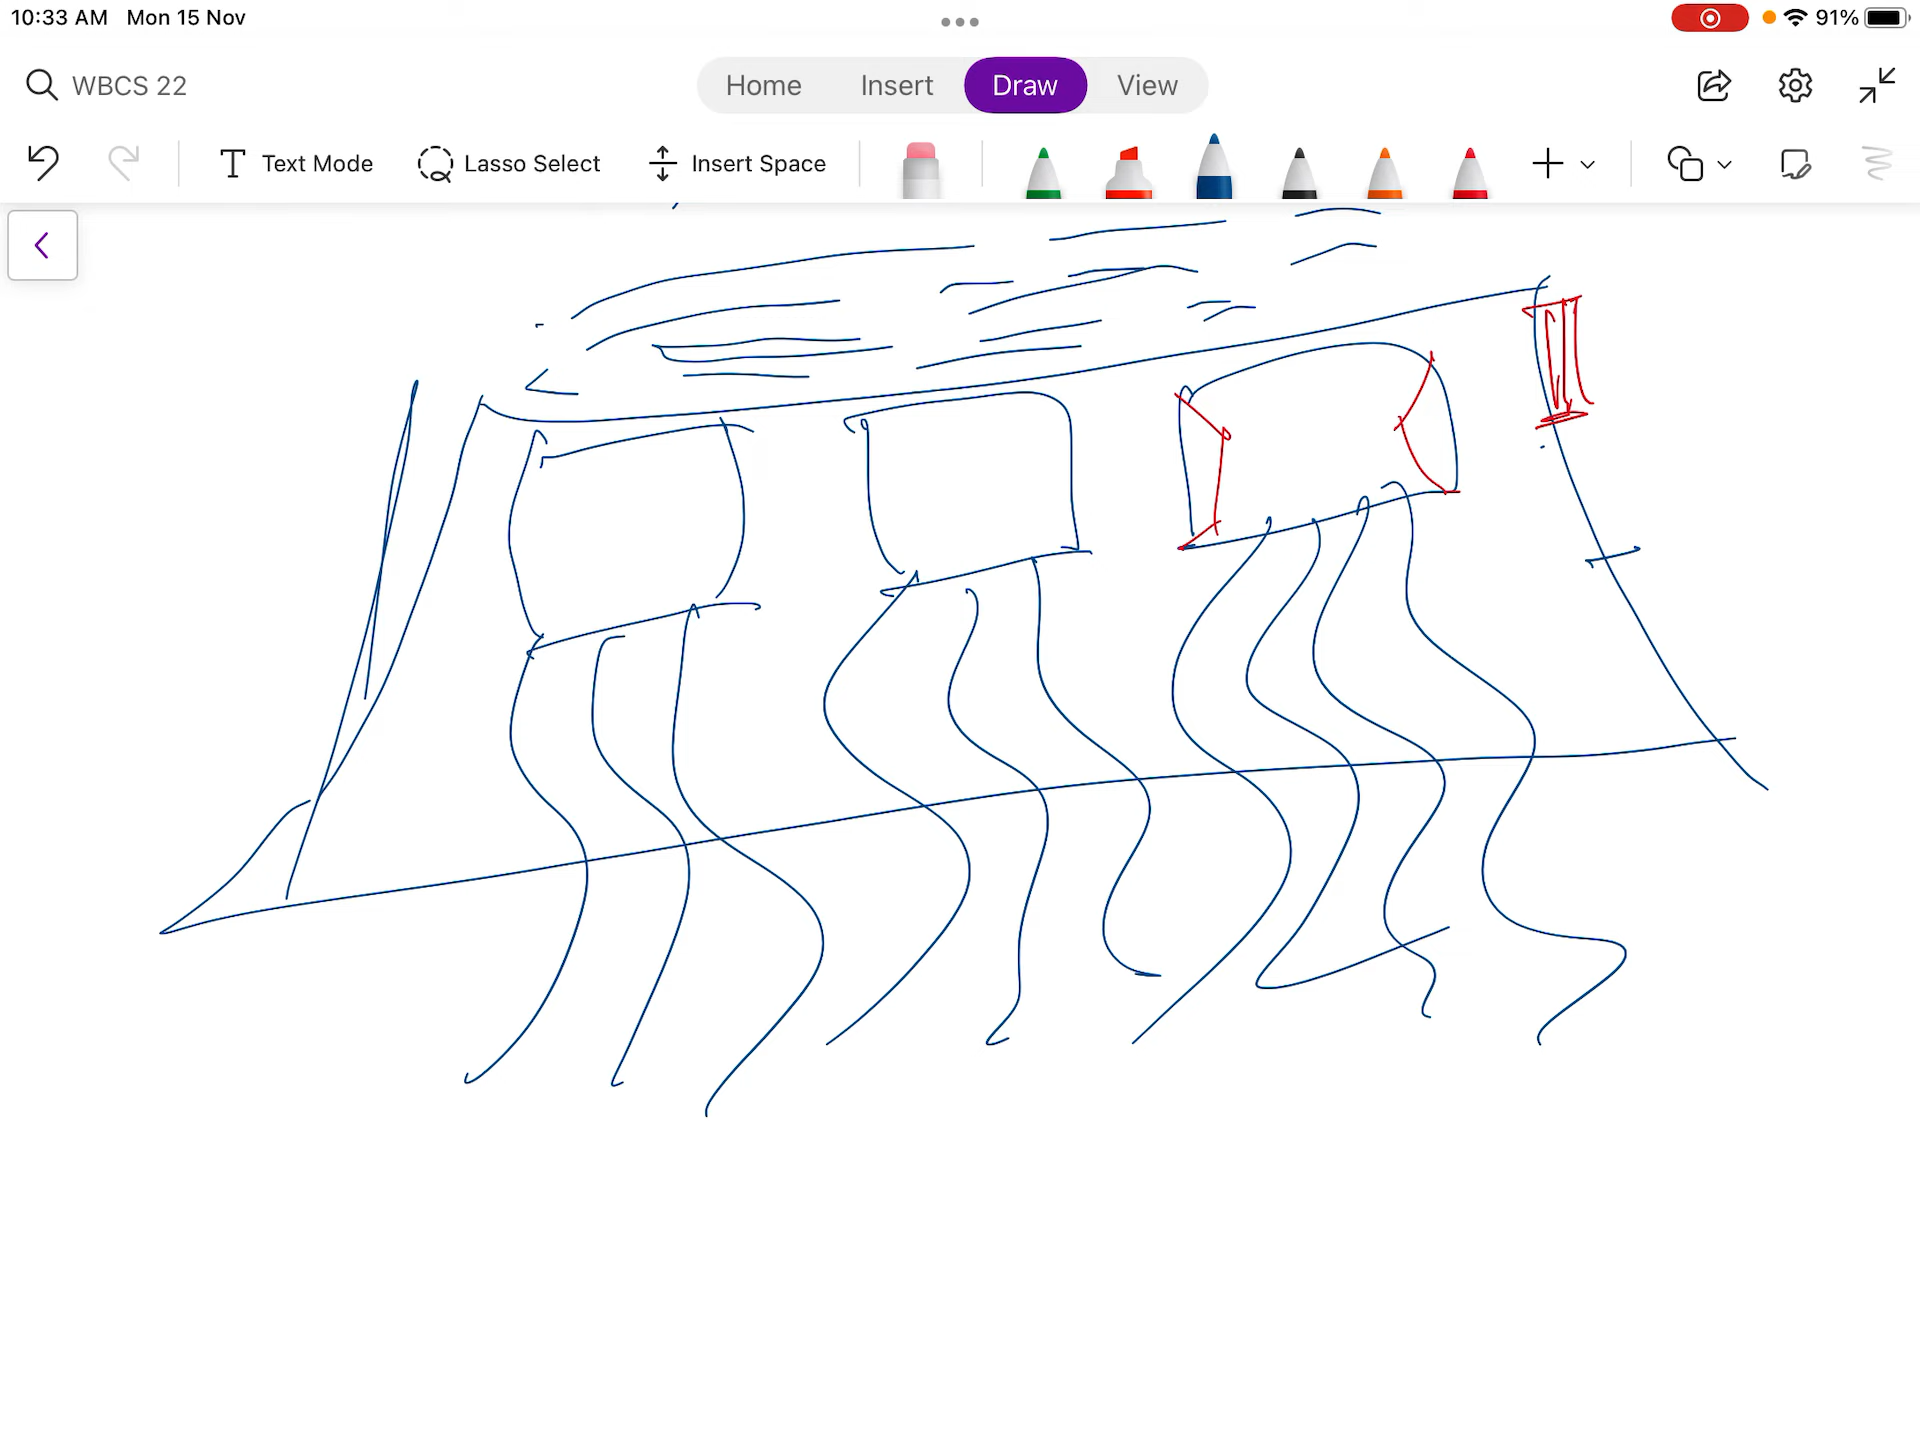 10:33 AM Mon 15 Nov
91%
WBCS 22
Home Insert Draw View
Text Mode Lasso Select Insert Space